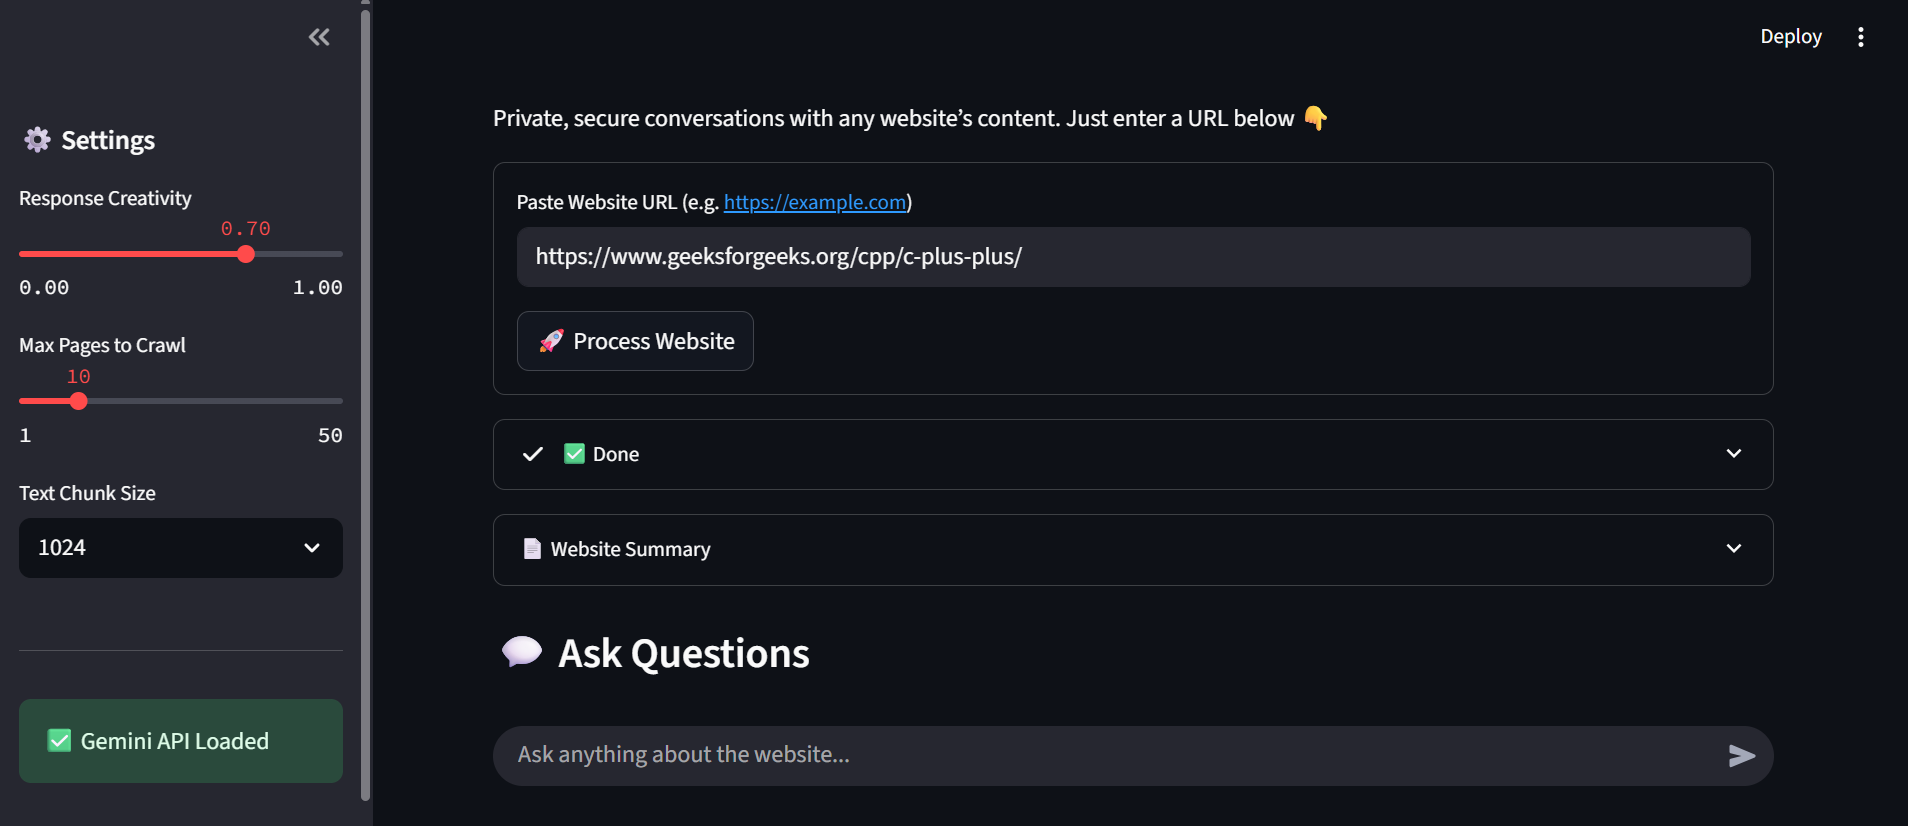 Settings
Response Creativity
0.70
0.00 1.00
Max Pages to Crawl
10
1 50
Text Chunk Size
1024
✅ Gemini API Loaded
Deploy
Private, secure conversations with any website’s content. Just enter a URL below 👇
Paste Website URL (e.g. https://example.com)
https://www.geeksforgeeks.org/cpp/c-plus-plus/
🚀 Process Website
✅ Done
Website Summary
Ask Questions
Ask anything about the website...